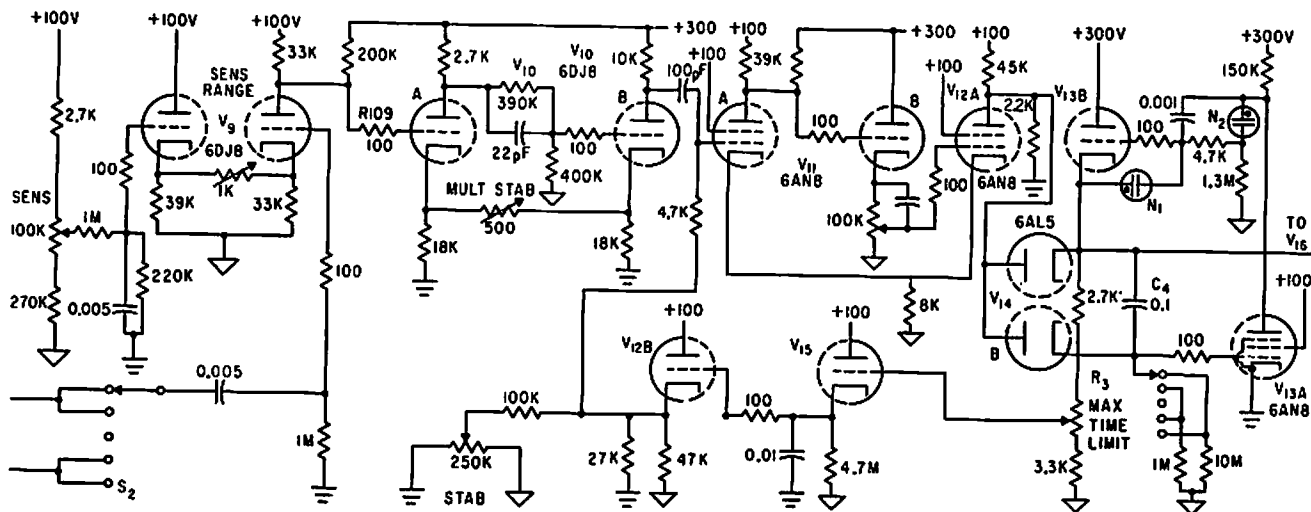 +100V
+100V
+100V
33K
SENS
RANGE
V9
6DJ8
2.7K
100
1K
39K
33K
SENS
100K
1M
220K
270K
0.005
100
0.005
1M
S2
200K
2.7K
V10
390K
A
R109
100
22pF
100
400K
MULT STAB
500
18K
18K
V10
6DJ8
10K
B
+300
100pF
4.7K
+100
+100
39K
A
100
V11
6AN8
B
+300
100K
100
+100
+100
45K
V12A
2.2K
6AN8
8K
+300V
V13B
100
0.001
N2
4.7K
1.3M
N1
+300V
150K
6AL5
V14
B
2.7K
C4
0.1
TO
V16
+100
100
V13A
6AN8
R3
MAX
TIME
LIMIT
3.3K
1M
10M
V12B
+100
V15
+100
100K
250K
STAB
27K
47K
100
0.01
4.7M